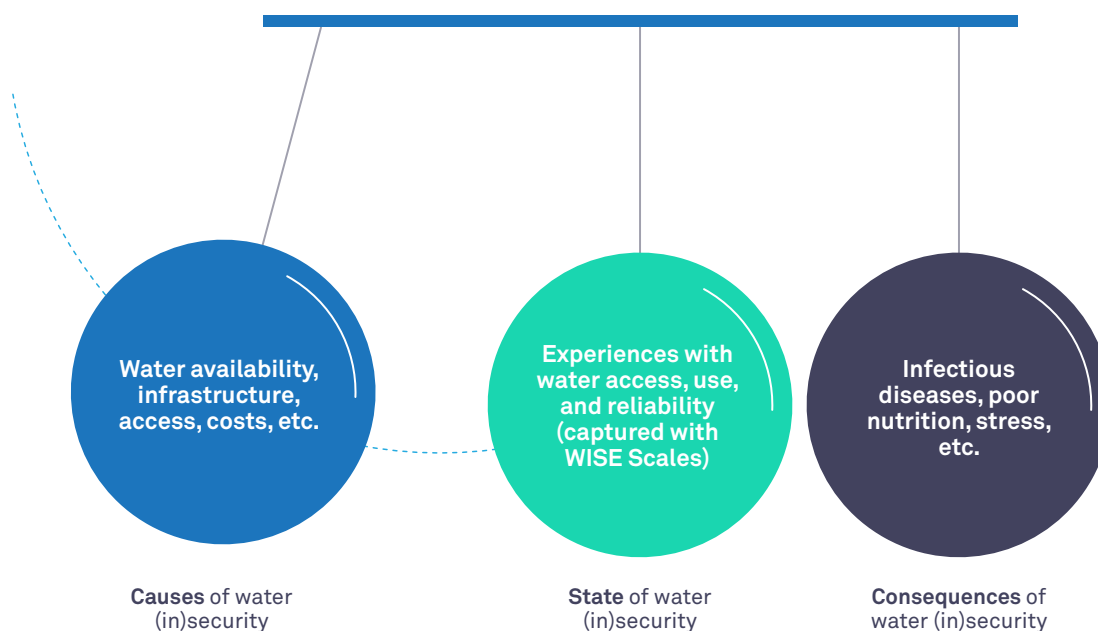 Water availability,
infrastructure,
access, costs, etc.
Experiences with
water access, use,
and reliability
(captured with
WISE Scales)
Infectious
diseases, poor
nutrition, stress,
etc.
Causes of water
(in)security
State of water
(in)security
Consequences of
water (in)security